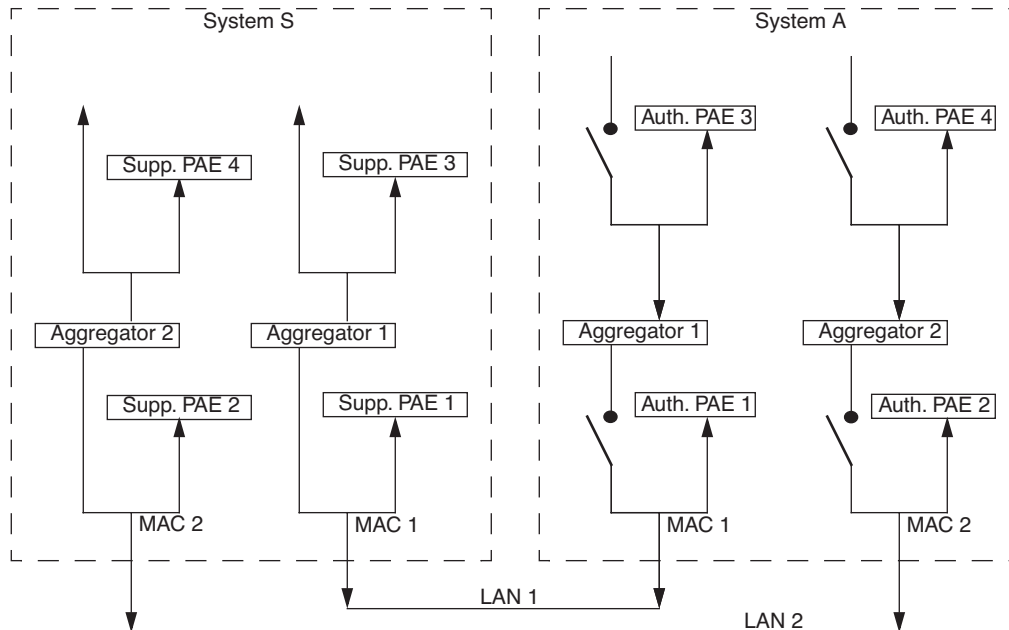 System S
System A
Auth. PAE 3
Auth. PAE 4
Supp. PAE 4
Supp. PAE 3
Aggregator 2
Aggregator 1
Aggregator 1
Aggregator 2
Supp. PAE 2
Supp. PAE 1
Auth. PAE 1
Auth. PAE 2
MAC 2
MAC 1
MAC 1
MAC 2
LAN 1
LAN 2